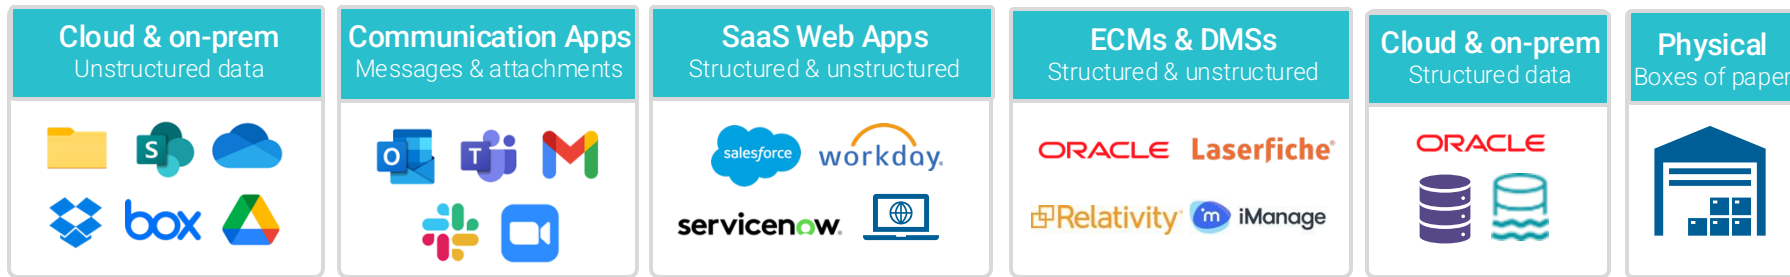 Cloud & on-prem
Unstructured data
Communication Apps
Messages & attachments
SaaS Web Apps
Structured & unstructured
ECMs & DMSs
Structured & unstructured
Cloud & on-prem
Structured data
Physical
Boxes of paper
S
O
T
box
salesforce
workday.
servicenow.
ORACLE
Laserfiche®
Relativity
m iManage
ORACLE